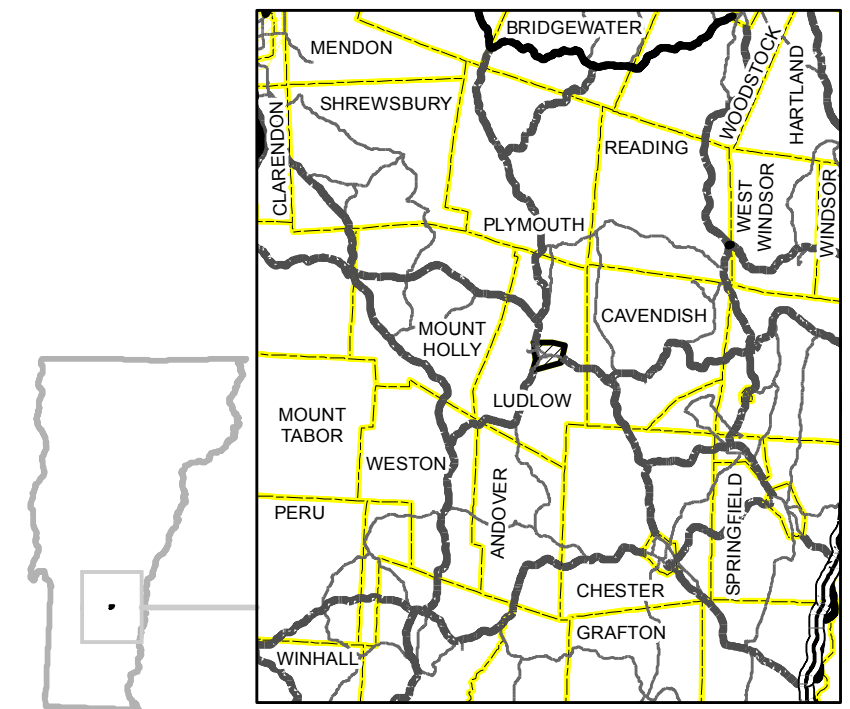 BRIDGEWATER
MENDON
WOODSTOCK
HARTLAND
SHREWSBURY
CLARENDON
READING
WEST
WINDSOR
WINDSOR
PLYMOUTH
CAVENDISH
MOUNT
HOLLY
LUDLOW
MOUNT
TABOR
WESTON
ANDOVER
SPRINGFIELD
PERU
CHESTER
GRAFTON
WINHALL